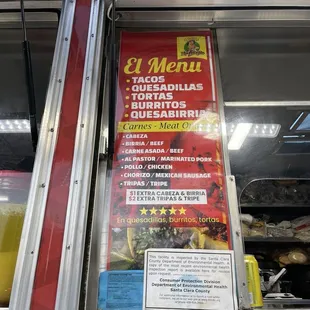 El Menu
• TACOS
• QUESADILLAS
• TORTAS
• BURRITOS
• QUESABIRRIA
Carnes - Meat
• CABEZA
• BIRRIA / BEEF
• CARNE ASADA / BEEF
• AL PASTOR / MARINATED PORK
• POLLO / CHICKEN
• CHORIZO / MEXICAN SAUSAGE
• TRIPAS / TRIPE
$1 EXTRA CABEZA & BIRRIA
$2 EXTRA TRIPAS & TRIPE
En quesadillas, burritos, tortas
Consumer Protection Division
Department of Environmental Health
Santa Clara County